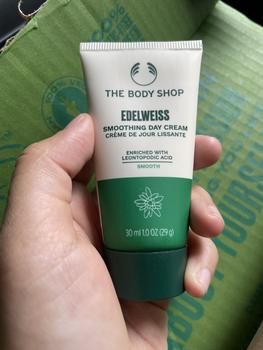 THE BODY SHOP
EDELWEISS
SMOOTHING DAY CREAM
CRÈME DE JOUR LISSANTE
ENRICHED WITH
LEONTOPODIC ACID
SMOOTH
30 ml 1.0 OZ (29 g)